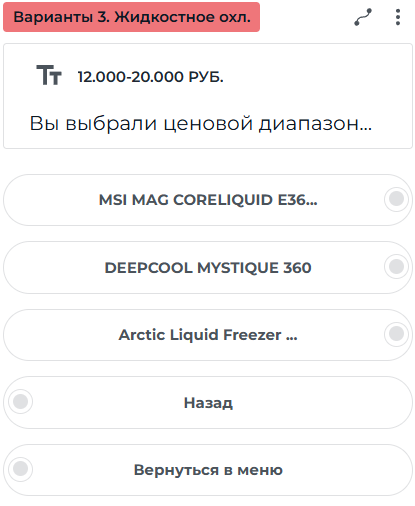 Варианты 3. Жидкостное охл.
Тт 12.000-20.000 РУБ.
Вы выбрали ценовой диапазон...
MSI MAG CORELIQUID E36...
DEEPCOOL MYSTIQUE 360
Arctic Liquid Freezer ...
Назад
Вернуться в меню